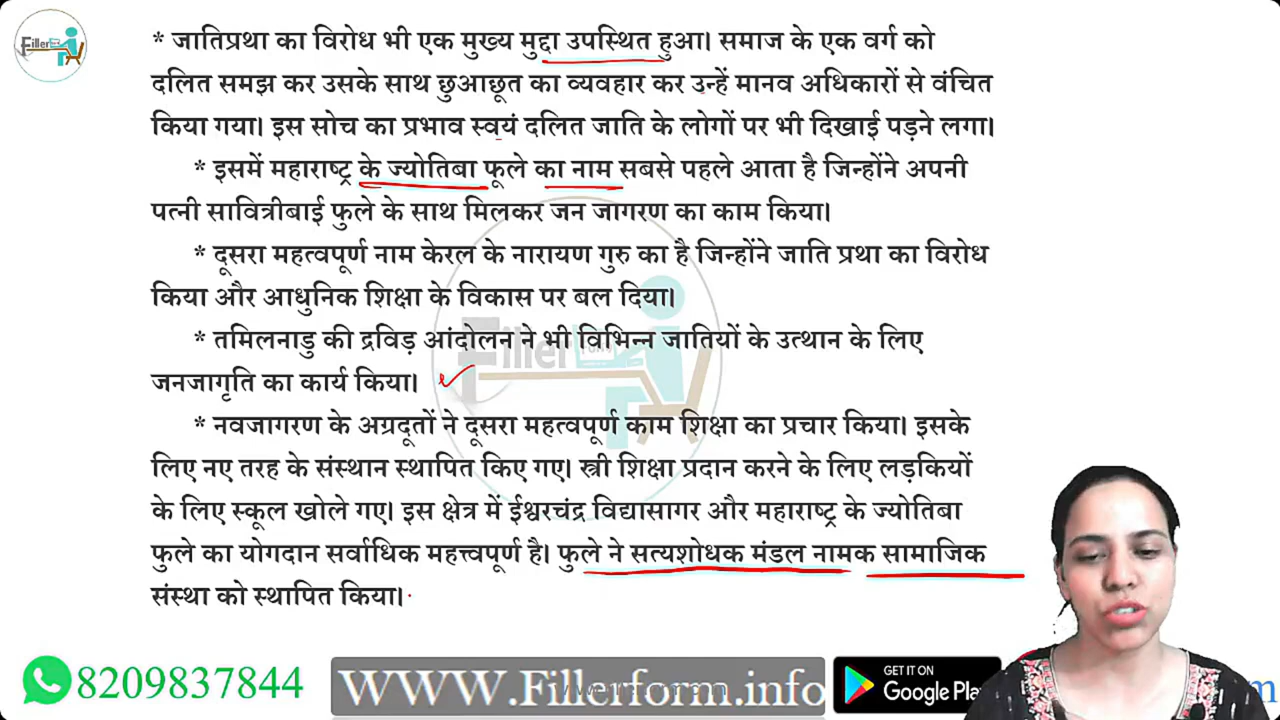 Filler
* जातिप्रथा का विरोध भी एक मुख्य मुद्दा उपस्थित हुआ। समाज के एक वर्ग को
दलित समझ कर उसके साथ छुआछूत का व्यवहार कर उन्हें मानव अधिकारों से वंचित
किया गया। इस सोच का प्रभाव स्वयं दलित जाति के लोगों पर भी दिखाई पड़ने लगा।
* इसमें महाराष्ट्र के ज्योतिबा फूले का नाम सबसे पहले आता है जिन्होंने अपनी
पत्नी सावित्रीबाई फुले के साथ मिलकर जन जागरण का काम किया।
* दूसरा महत्वपूर्ण नाम केरल के नारायण गुरु का है जिन्होंने जाति प्रथा का विरोध
किया और आधुनिक शिक्षा के विकास पर बल दिया।
* तमिलनाडु की द्रविड़ आंदोलन ने भी विभिन्न जातियों के उत्थान के लिए
जनजागृति का कार्य किया।
* नवजागरण के अग्रदूतों ने दूसरा महत्वपूर्ण काम शिक्षा का प्रचार किया। इसके
लिए नए तरह के संस्थान स्थापित किए गए। स्त्री शिक्षा प्रदान करने के लिए लड़कियों
के लिए स्कूल खोले गए। इस क्षेत्र में ईश्वरचंद्र विद्यासागर और महाराष्ट्र के ज्योतिबा
फुले का योगदान सर्वाधिक महत्त्वपूर्ण है। फुले ने सत्यशोधक मंडल नामक सामाजिक
संस्था को स्थापित किया।
8209837844
WWW.Fillerform.info
GET IT ON
Google Pla
m